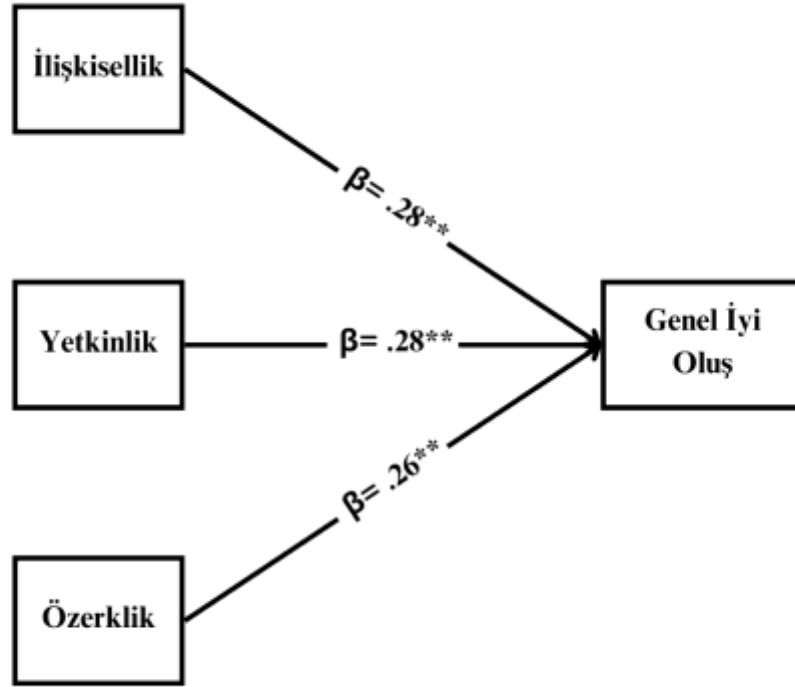 İlişkisellik
β= .28**
Yetkinlik
β= .28**
Genel İyi
Oluş
β= .26**
Özerklik